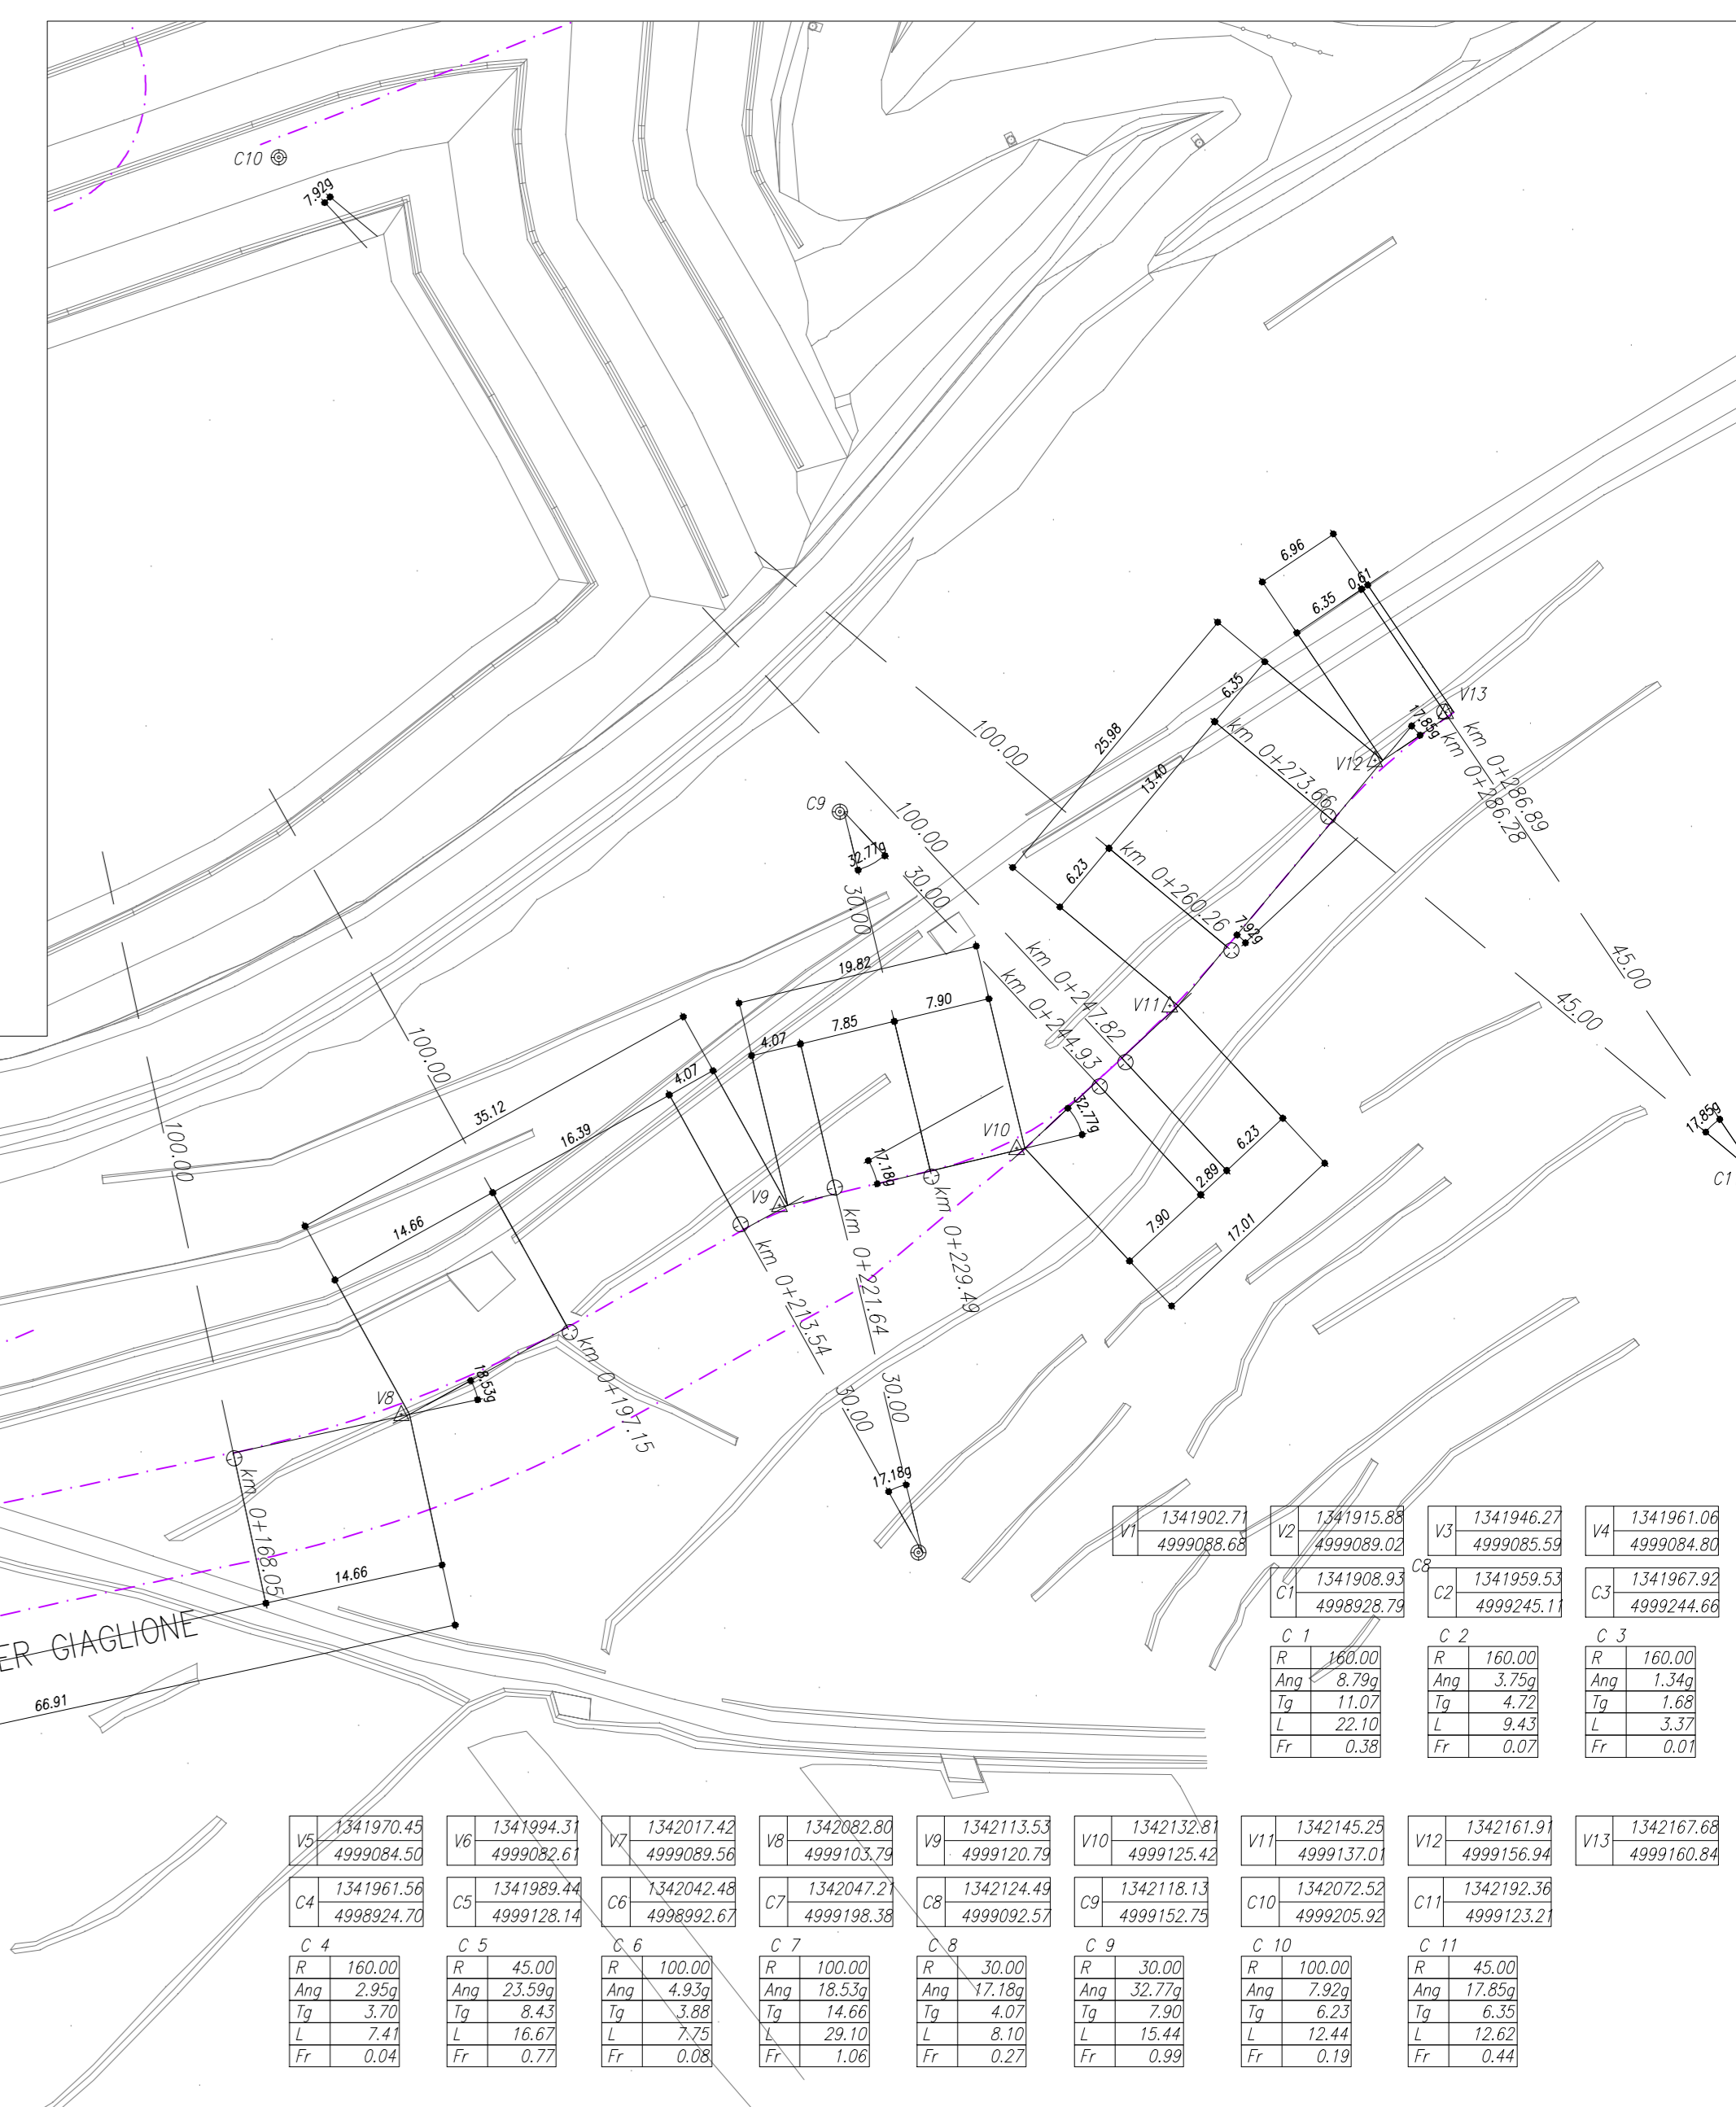 C10
7.92g
6.96
0.61
6.35
V13
17.85g
6.35
25.98
100.00
km 0+273.66
V12
km 0+286.89
km 0+286.28
13.40
C9
100.00
32.77g
30.00
30.00
6.23
km 0+260.26
7.92g
45.00
45.00
19.82
km 0+247.82
V11
km 0+244.93
7.90
7.85
4.07
100.00
4.07
35.12
16.39
100.00
V10
32.77g
17.85g
C1
6.23
2.89
17.18g
V9
7.90
17.01
14.66
km 0+229.49
km 0+221.64
km 0+213.54
18.53g
V8
km 0+197.15
30.00
30.00
17.18g
km 0+168.05
14.66
ER GIAGLIONE
66.91
V1 1341902.71 V2 1341915.88 V3 1341946.27 V4 1341961.06
4999088.68 4999089.02 4999085.59 4999084.80
C8
C1 1341908.93 C2 1341959.53 C3 1341967.92
4998928.79 4999245.11 4999244.66
C 1 C 2 C 3
R 160.00 R 160.00 R 160.00
Ang 8.79g Ang 3.75g Ang 1.34g
Tg 11.07 Tg 4.72 Tg 1.68
L 22.10 L 9.43 L 3.37
Fr 0.38 Fr 0.07 Fr 0.01
V5 1341970.45 V6 1341994.31 V7 1342017.42 V8 1342082.80 V9 1342113.53 V10 1342132.81 V11 1342145.25 V12 1342161.91 V13 1342167.68
4999084.50 4999082.61 4999089.56 4999103.79 4999120.79 4999125.42 4999137.01 4999156.94 4999160.84
C4 1341961.56 C5 1341989.44 C6 1342042.48 C7 1342047.21 C8 1342124.49 C9 1342118.13 C10 1342072.52 C11 1342192.36
4998924.70 4999128.14 4998992.67 4999198.38 4999092.57 4999152.75 4999205.92 4999123.21
C 4 C 5 C 6 C 7 C 8 C 9 C 10 C 11
R 160.00 R 45.00 R 100.00 R 100.00 R 30.00 R 30.00 R 100.00 R 45.00
Ang 2.95g Ang 23.59g Ang 4.93g Ang 18.53g Ang 17.18g Ang 32.77g Ang 7.92g Ang 17.85g
Tg 3.70 Tg 8.43 Tg 3.88 Tg 14.66 Tg 4.07 Tg 7.90 Tg 6.23 Tg 6.35
L 7.41 L 16.67 L 7.75 L 29.10 L 8.10 L 15.44 L 12.44 L 12.62
Fr 0.04 Fr 0.77 Fr 0.08 Fr 1.06 Fr 0.27 Fr 0.99 Fr 0.19 Fr 0.44